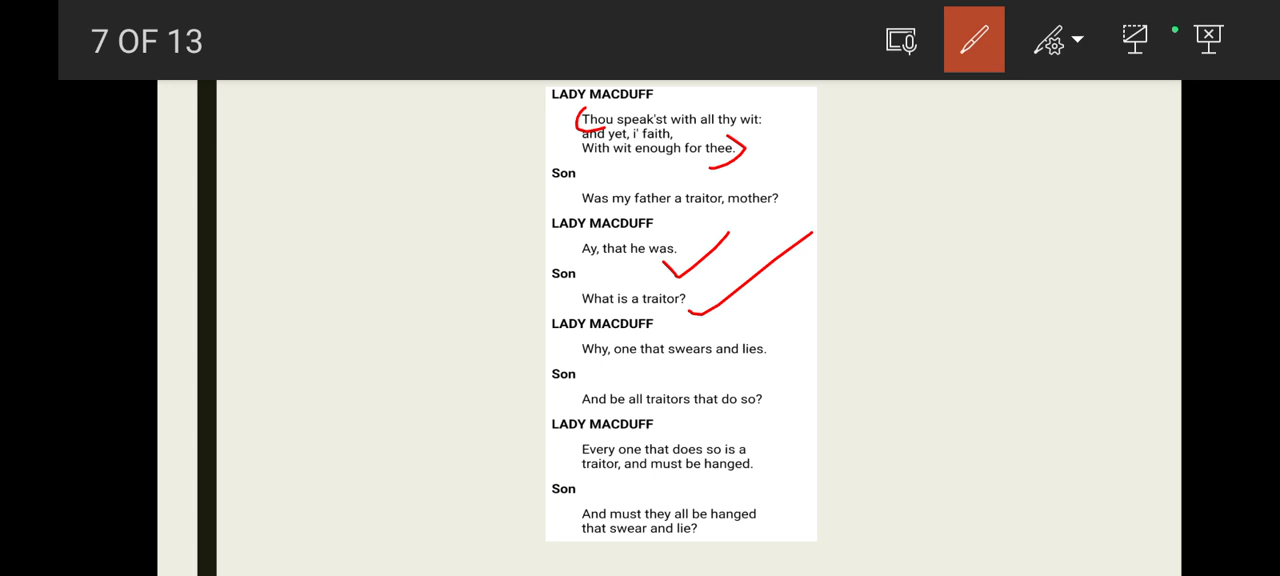 7 OF 13
LADY MACDUFF
Thou speak'st with all thy wit:
and yet, i' faith,
With wit enough for thee.
Son
Was my father a traitor, mother?
LADY MACDUFF
Ay, that he was.
Son
What is a traitor?
LADY MACDUFF
Why, one that swears and lies.
Son
And be all traitors that do so?
LADY MACDUFF
Every one that does so is a
traitor, and must be hanged.
Son
And must they all be hanged
that swear and lie?